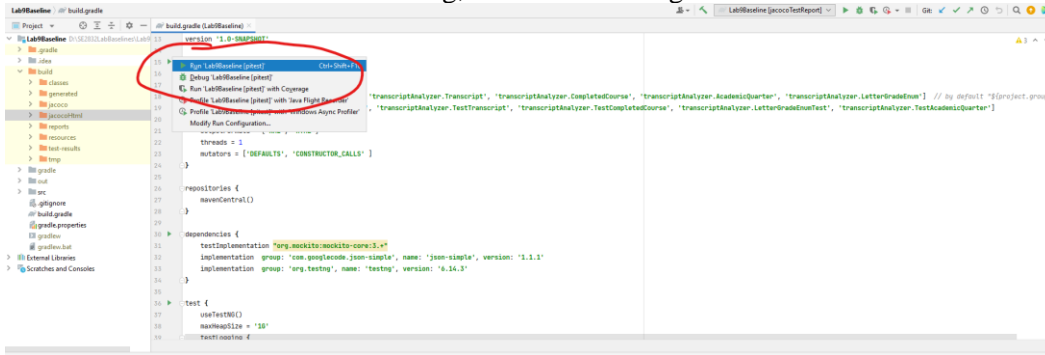 Lab9Baseline build.gradle
Lab9Baseline [jacocoTestReport]
Git:
Project
build.gradle (Lab9Baseline)
Lab9Baseline D:\SE2832LabBaselines\Lab9
.gradle
.idea
build
classes
generated
jacoco
jacocoHtml
reports
resources
test-results
tmp
gradle
out
src
.gitignore
build.gradle
gradle.properties
gradlew
gradlew.bat
External Libraries
Scratches and Consoles
13 version '1.0-SNAPSHOT'
15
Run 'Lab9Baseline [pitest]' Ctrl+Shift+F10
Debug 'Lab9Baseline [pitest]'
Run 'Lab9Baseline [pitest]' with Coverage
Profile 'Lab9Baseline [pitest]' with 'Java Flight Recorder'
Profile 'Lab9Baseline [pitest]' with 'Windows Async Profiler'
Modify Run Configuration...
'transcriptAnalyzer.Transcript', 'transcriptAnalyzer.CompletedCourse', 'transcriptAnalyzer.AcademicQuarter', 'transcriptAnalyzer.LetterGradeEnum'] // by default "${project.grou
, 'transcriptAnalyzer.TestTranscript', 'transcriptAnalyzer.TestCompletedCourse', 'transcriptAnalyzer.LetterGradeEnumTest', 'transcriptAnalyzer.TestAcademicQuarter']
22 threads = 1
23 mutators = ['DEFAULTS', 'CONSTRUCTOR_CALLS' ]
24 }
25
26 repositories {
27 mavenCentral()
28 }
29
30 dependencies {
31 testImplementation "org.mockito:mockito-core:3.+"
32 implementation group: 'com.googlecode.json-simple', name: 'json-simple', version: '1.1.1'
33 implementation group: 'org.testng', name: 'testng', version: '6.14.3'
34 }
35
36 test {
37 useTestNG()
38 maxHeapSize = '1G'
39 testLogging {